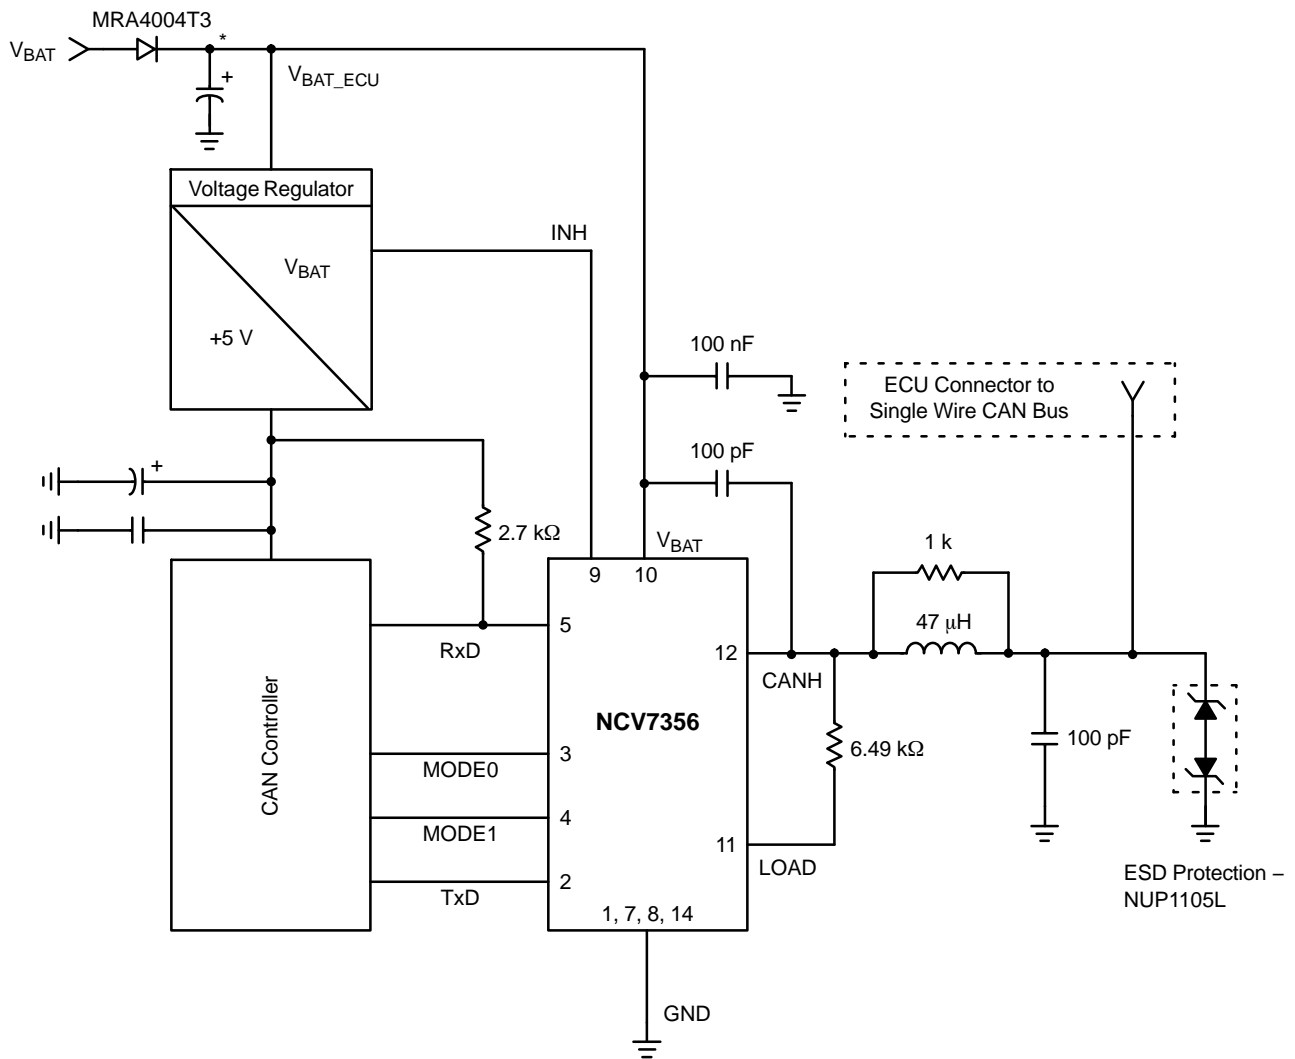 MRA4004T3
VBAT
*
+
VBAT_ECU
Voltage Regulator
INH
VBAT
+5 V
100 nF
ECU Connector to
Single Wire CAN Bus
100 pF
+
2.7 kΩ
VBAT
1 k
9
10
47 μH
5
RxD
12
CANH
CAN Controller
NCV7356
6.49 kΩ
100 pF
3
MODE0
4
MODE1
11
LOAD
2
TxD
1, 7, 8, 14
ESD Protection –
NUP1105L
GND